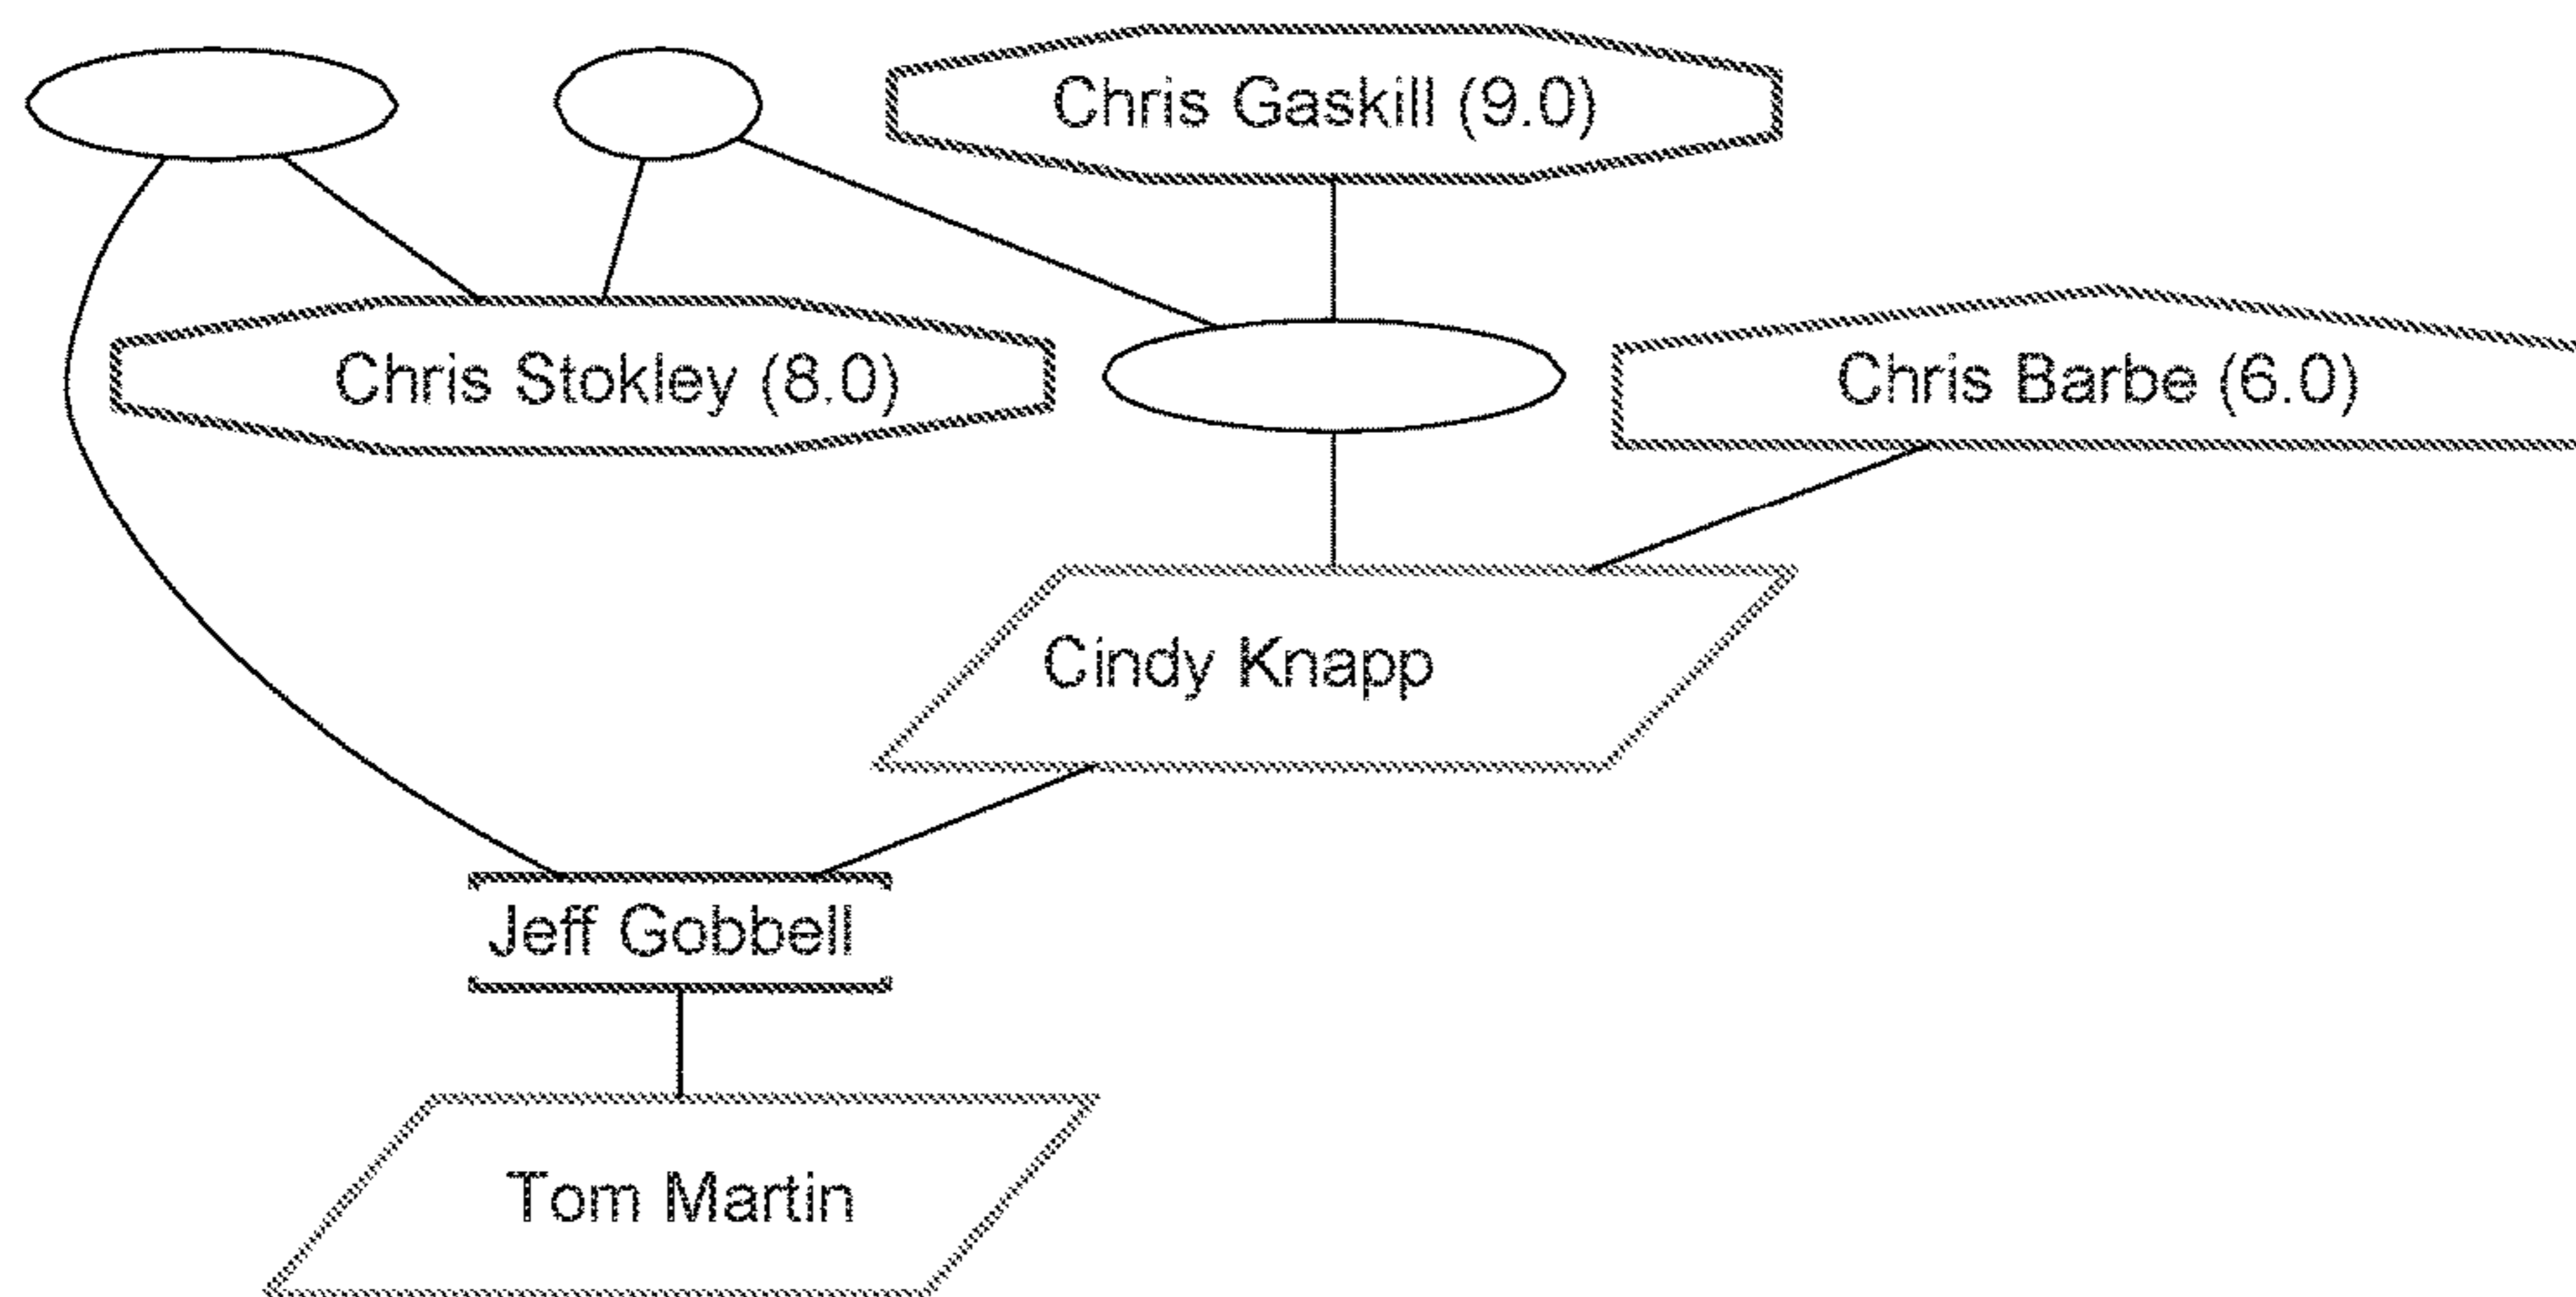 Chris Gaskill (9.0)
Chris Stokley (8.0)
Chris Barbe (6.0)
Cindy Knapp
Jeff Gobbell
Tom Martin